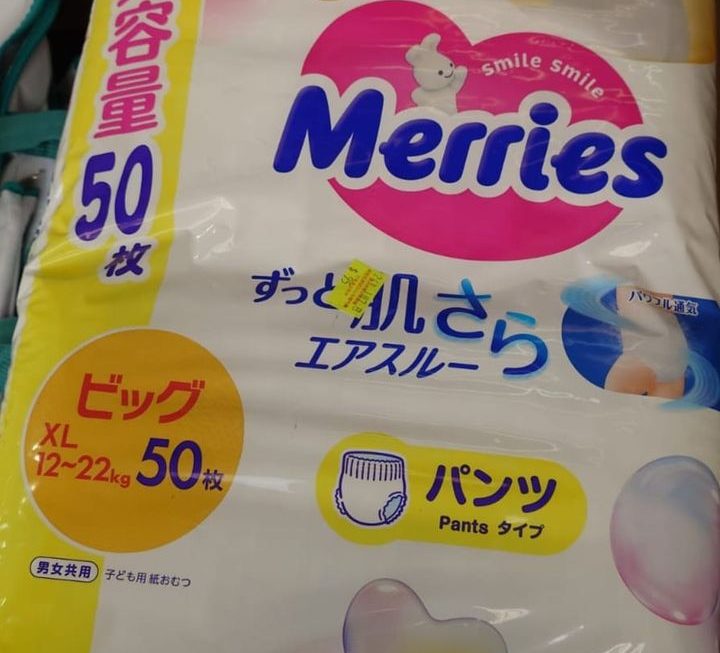 容量
50
枚
smile smile
Merries
ずっと肌さら
エアスルー
パワフル通気
ビッグ
XL
12~22kg 50枚
パンツ
Pants タイプ
男女共用 子ども用 紙おむつ